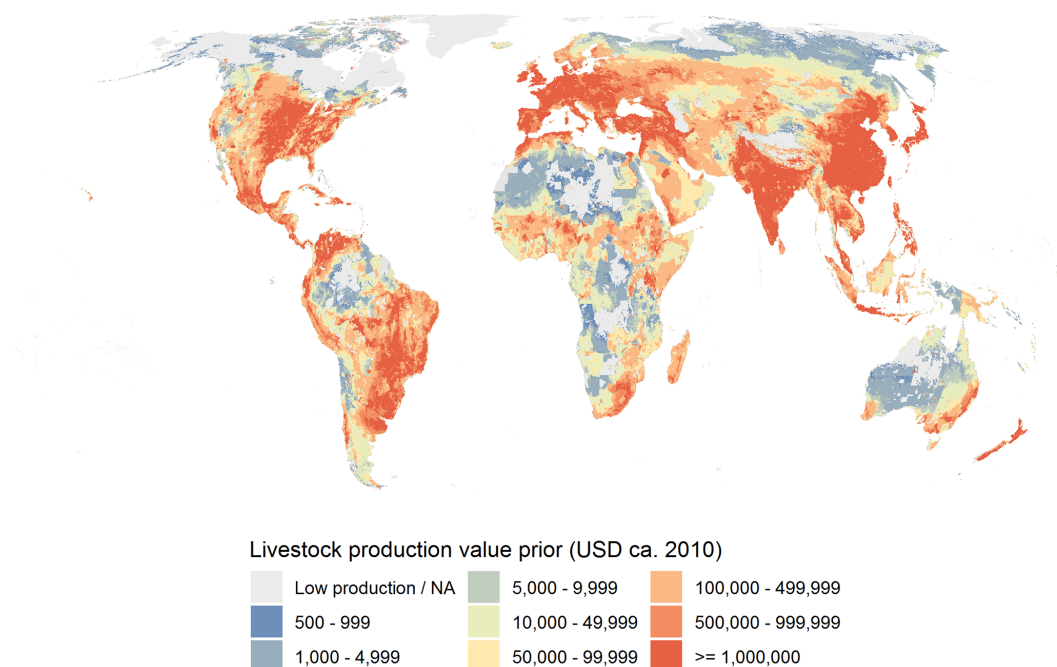 Livestock production value prior (USD ca. 2010)
Low production / NA
5,000 - 9,999
100,000 - 499,999
500 - 999
10,000 - 49,999
500,000 - 999,999
1,000 - 4,999
50,000 - 99,999
>= 1,000,000